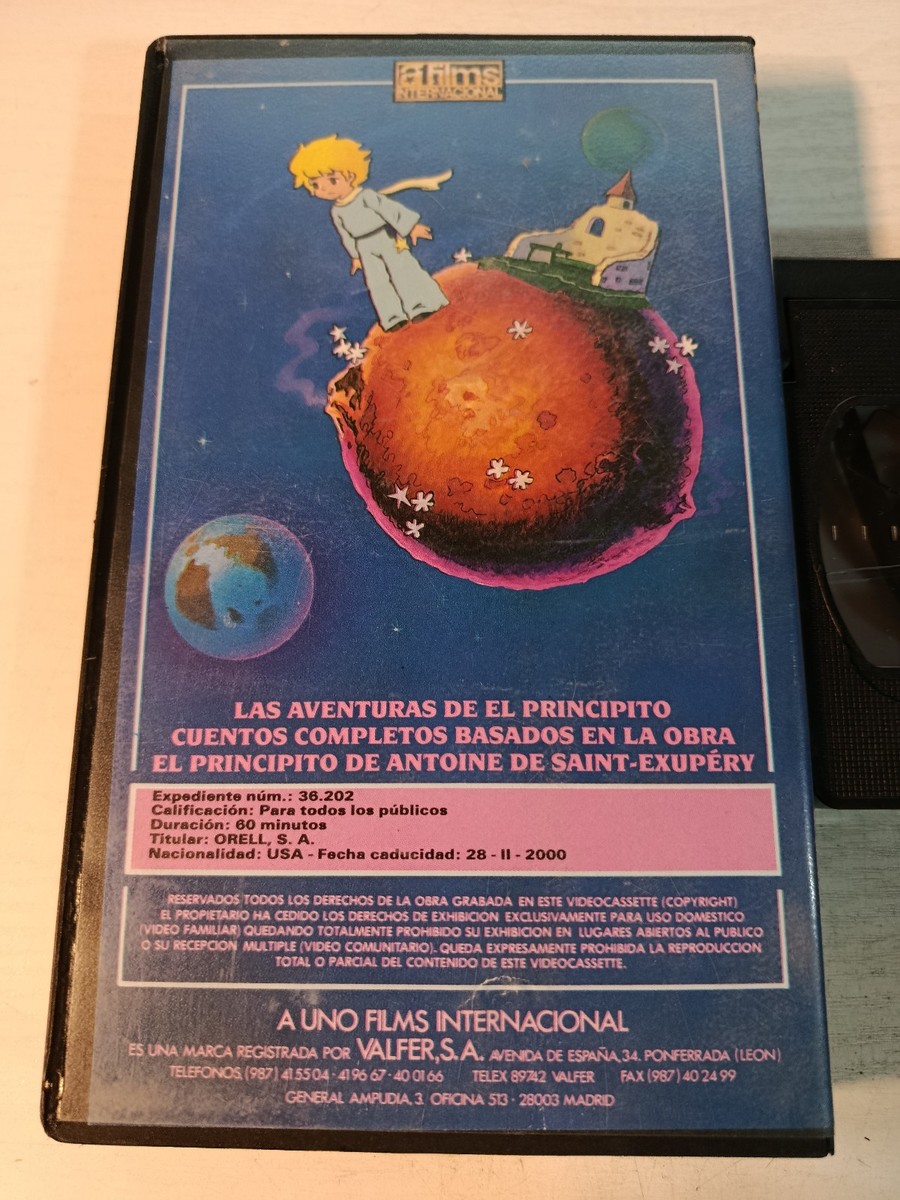 a1films
INTERNACIONAL
LAS AVENTURAS DE EL PRINCIPITO
CUENTOS COMPLETOS BASADOS EN LA OBRA
EL PRINCIPITO DE ANTOINE DE SAINT-EXUPÉRY
Expediente núm.: 36.202
Calificación: Para todos los públicos
Duración: 60 minutos
Titular: ORELL, S. A.
Nacionalidad: USA - Fecha caducidad: 28 - II - 2000
RESERVADOS TODOS LOS DERECHOS DE LA OBRA GRABADA EN ESTE VIDEOCASSETTE (COPYRIGHT)
EL PROPIETARIO HA CEDIDO LOS DERECHOS DE EXHIBICION EXCLUSIVAMENTE PARA USO DOMESTICO
(VIDEO FAMILIAR) QUEDANDO TOTALMENTE PROHIBIDO SU EXHIBICION EN LUGARES ABIERTOS AL PUBLICO
O SU RECEPCION MULTIPLE (VIDEO COMUNITARIO). QUEDA EXPRESAMENTE PROHIBIDA LA REPRODUCCION
TOTAL O PARCIAL DEL CONTENIDO DE ESTE VIDEOCASSETTE.
A UNO FILMS INTERNACIONAL
ES UNA MARCA REGISTRADA POR VALFER, S.A. AVENIDA DE ESPAÑA, 34. PONFERRADA (LEON)
TELEFONOS, (987) 41 55 04 - 41 96 67 - 40 01 66 TELEX 89742 VALFER FAX (987) 40 24 99
GENERAL AMPUDIA, 3. OFICINA 513 - 28003 MADRID